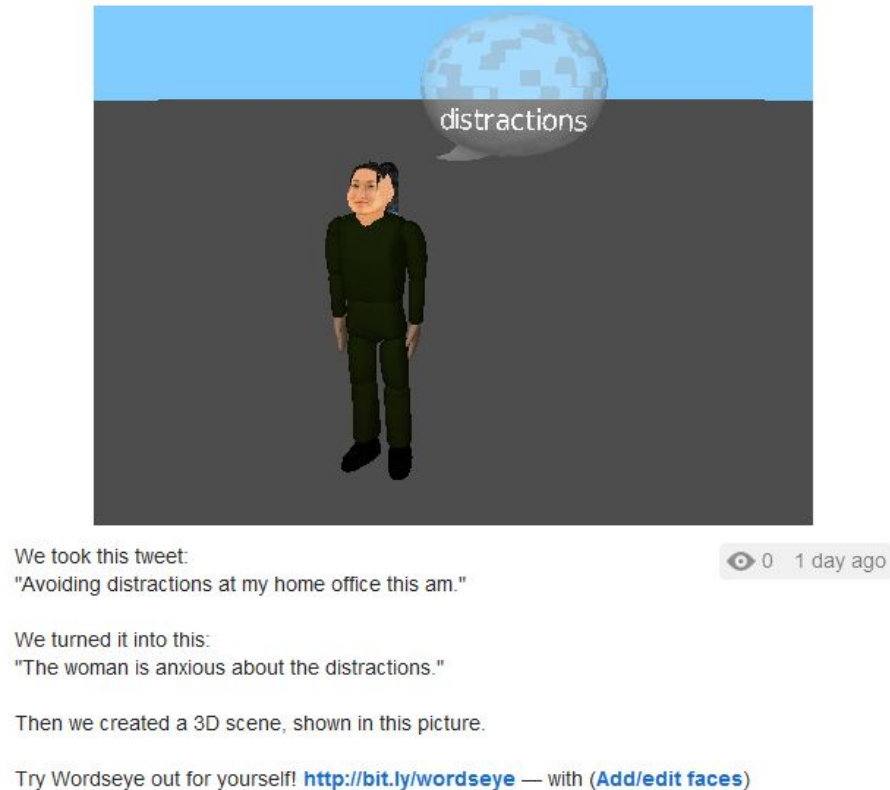 distractions
We took this tweet:
0 1 day ago
"Avoiding distractions at my home office this am."
We turned it into this:
"The woman is anxious about the distractions."
Then we created a 3D scene, shown in this picture.
Try Wordseye out for yourself! http://bit.ly/wordseye — with (Add/edit faces)